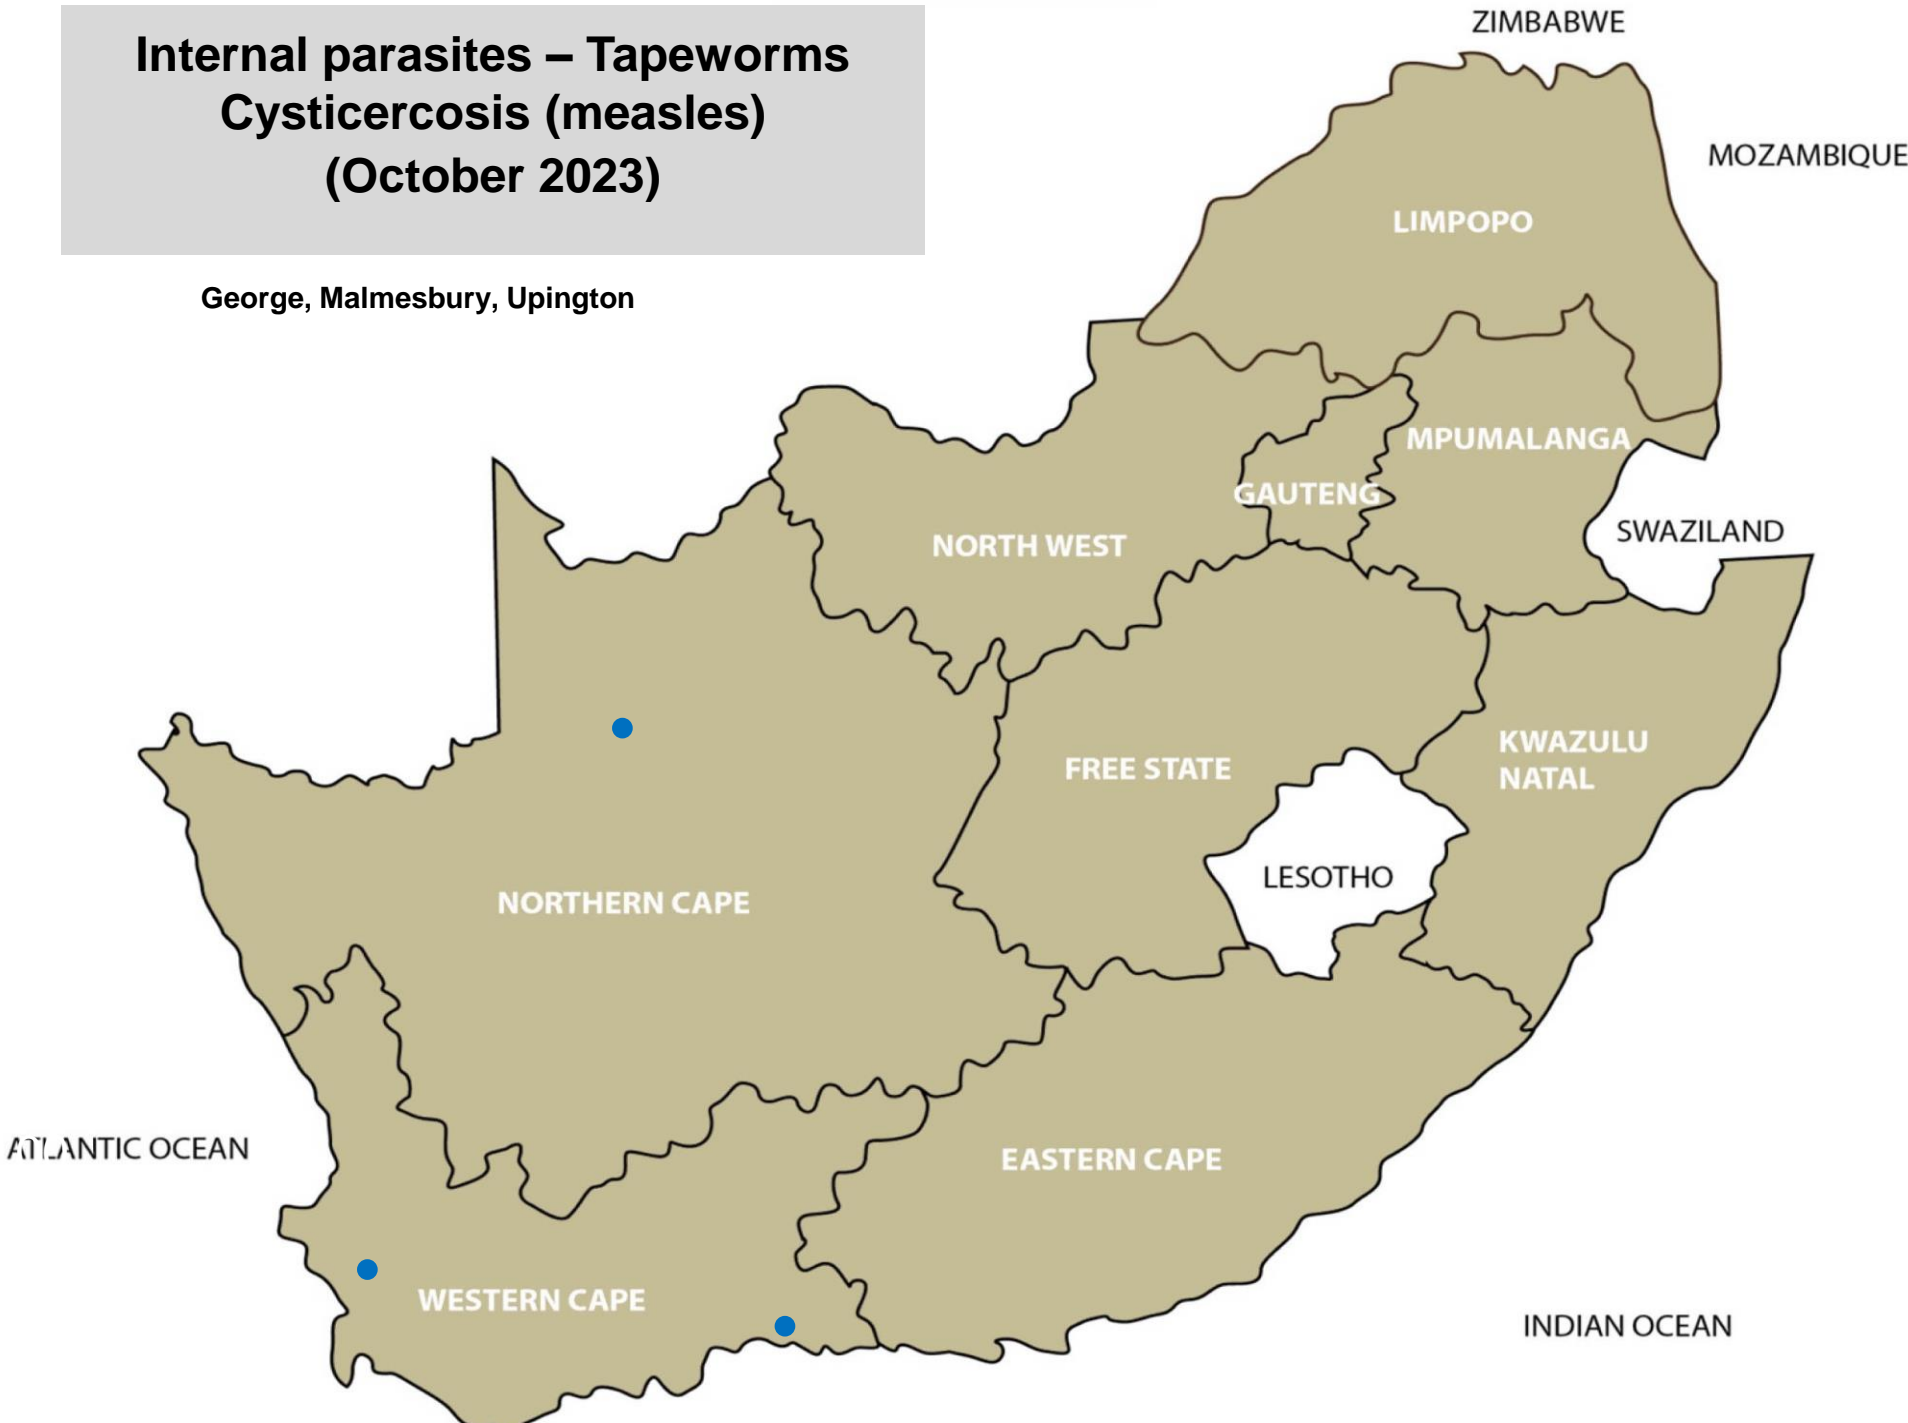 Internal parasites – Tapeworms
Cysticercosis (measles)
(October 2023)
George, Malmesbury, Upington
ZIMBABWE
MOZAMBIQUE
LIMPOPO
MPUMALANGA
GAUTENG
SWAZILAND
NORTH WEST
KWAZULU
NATAL
FREE STATE
LESOTHO
NORTHERN CAPE
ATLANTIC OCEAN
EASTERN CAPE
WESTERN CAPE
INDIAN OCEAN